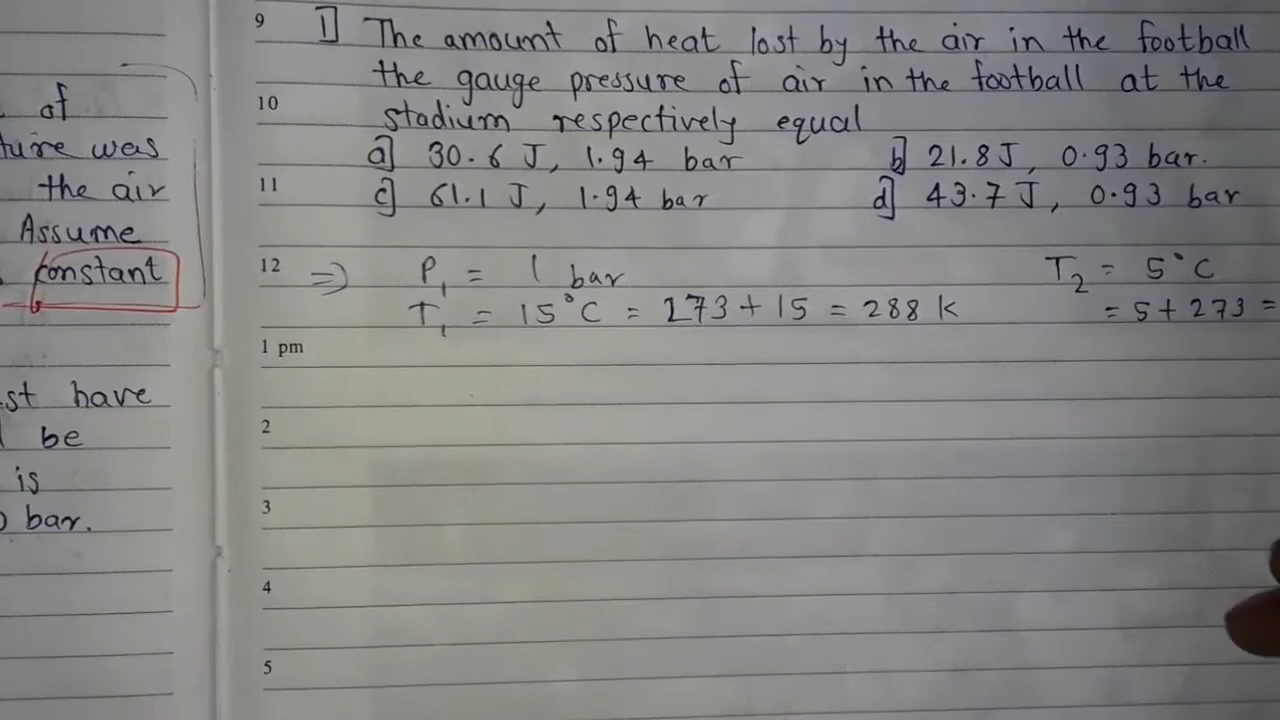 of
ture was
the air
Assume
constant
st have
be
is
bar.
9 1] The amount of heat lost by the air in the football
the gauge pressure of air in the football at the
10 stadium respectively equal
a] 30.6 J, 1.94 bar b] 21.8 J, 0.93 bar.
11 c] 61.1 J, 1.94 bar d] 43.7 J, 0.93 bar
12 ⇒ P₁ = 1 bar T₂ = 5°C
T₁ = 15°C = 273 + 15 = 288 k = 5 + 273 =
1 pm
2
3
4
5